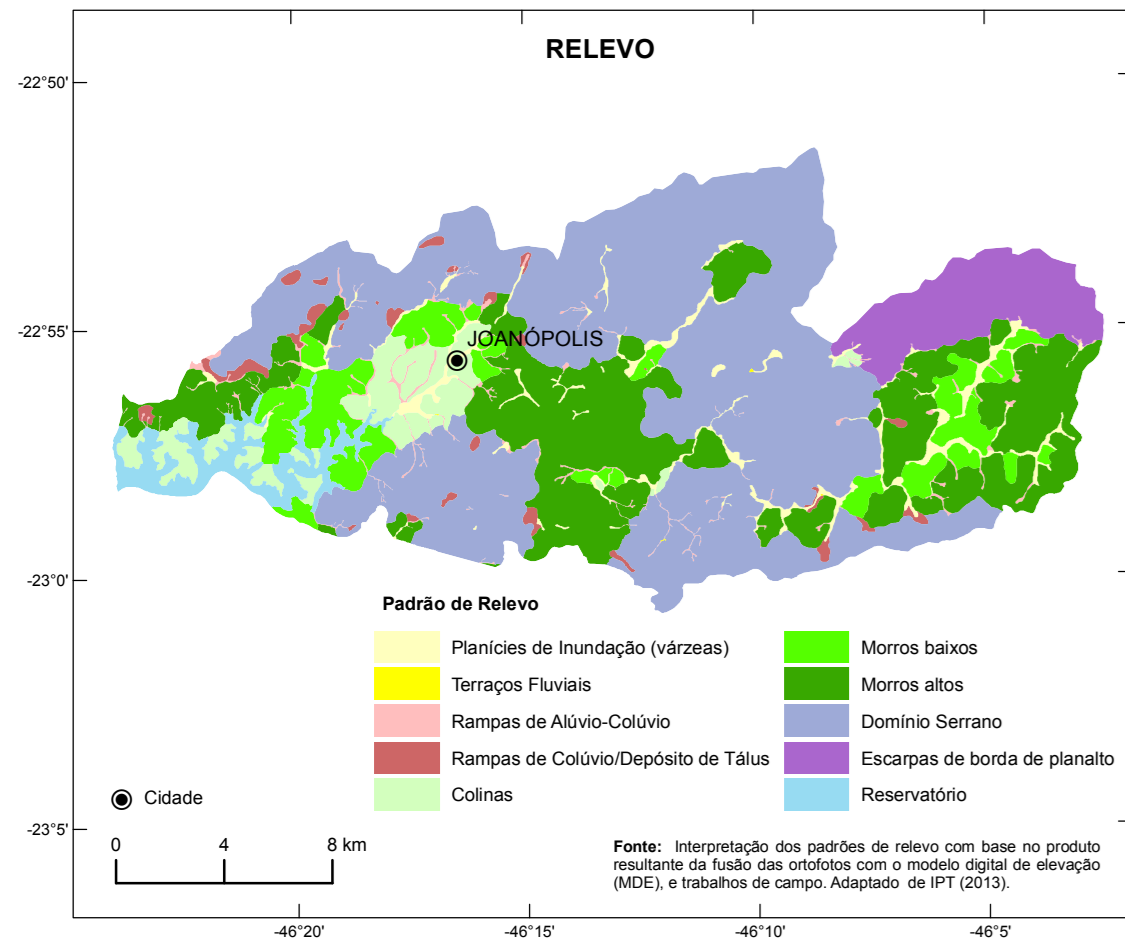 RELEVO
-22°50'
-22°55'
-23°0'
-23°5'
JOANÓPOLIS
Padrão de Relevo
Planícies de Inundação (várzeas)
Terraços Fluviais
Rampas de Alúvio-Colúvio
Rampas de Colúvio/Depósito de Tálus
Colinas
Morros baixos
Morros altos
Domínio Serrano
Escarpas de borda de planalto
Reservatório
Cidade
0 4 8 km
Fonte: Interpretação dos padrões de relevo com base no produto
resultante da fusão das ortofotos com o modelo digital de elevação
(MDE), e trabalhos de campo. Adaptado de IPT (2013).
-46°20' -46°15' -46°10' -46°5'